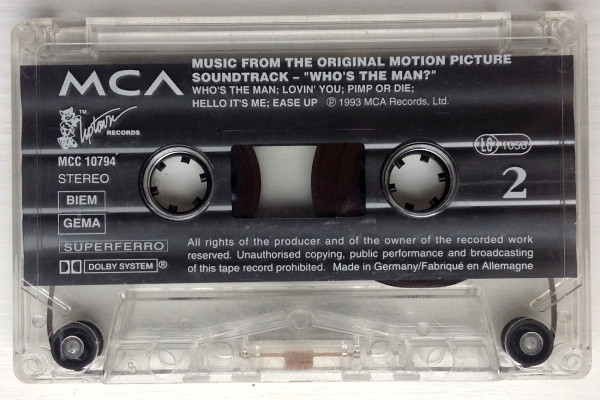 MCA
MUSIC FROM THE ORIGINAL MOTION PICTURE
SOUNDTRACK – "WHO'S THE MAN?"
WHO'S THE MAN; LOVIN' YOU; PIMP OR DIE;
HELLO IT'S ME; EASE UP ℗ 1993 MCA Records, Ltd.
TM
Uptown
RECORDS
MCC 10794
STEREO
BIEM
GEMA
SUPERFERRO
DOLBY SYSTEM®
LC
2
All rights of the producer and of the owner of the recorded work
reserved. Unauthorised copying, public performance and broadcasting
of this tape record prohibited. Made in Germany/Fabriqué en Allemagne